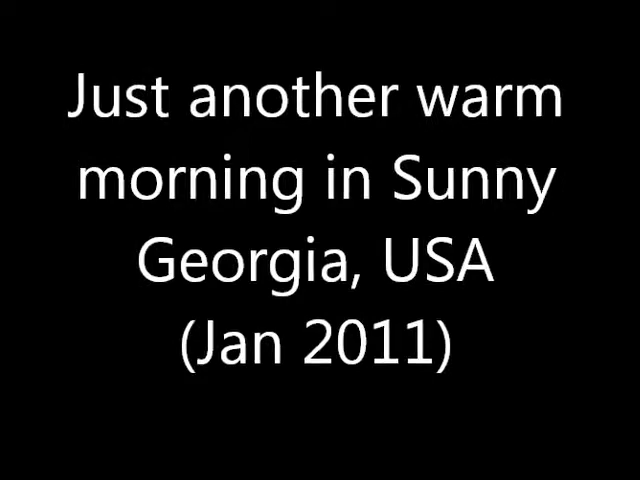 Just another warm
morning in Sunny
Georgia, USA
(Jan 2011)